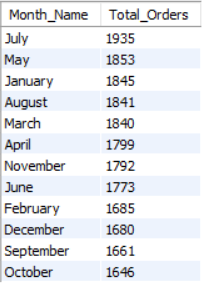 Month_Name Total_Orders
July 1935
May 1853
January 1845
August 1841
March 1840
April 1799
November 1792
June 1773
February 1685
December 1680
September 1661
October 1646